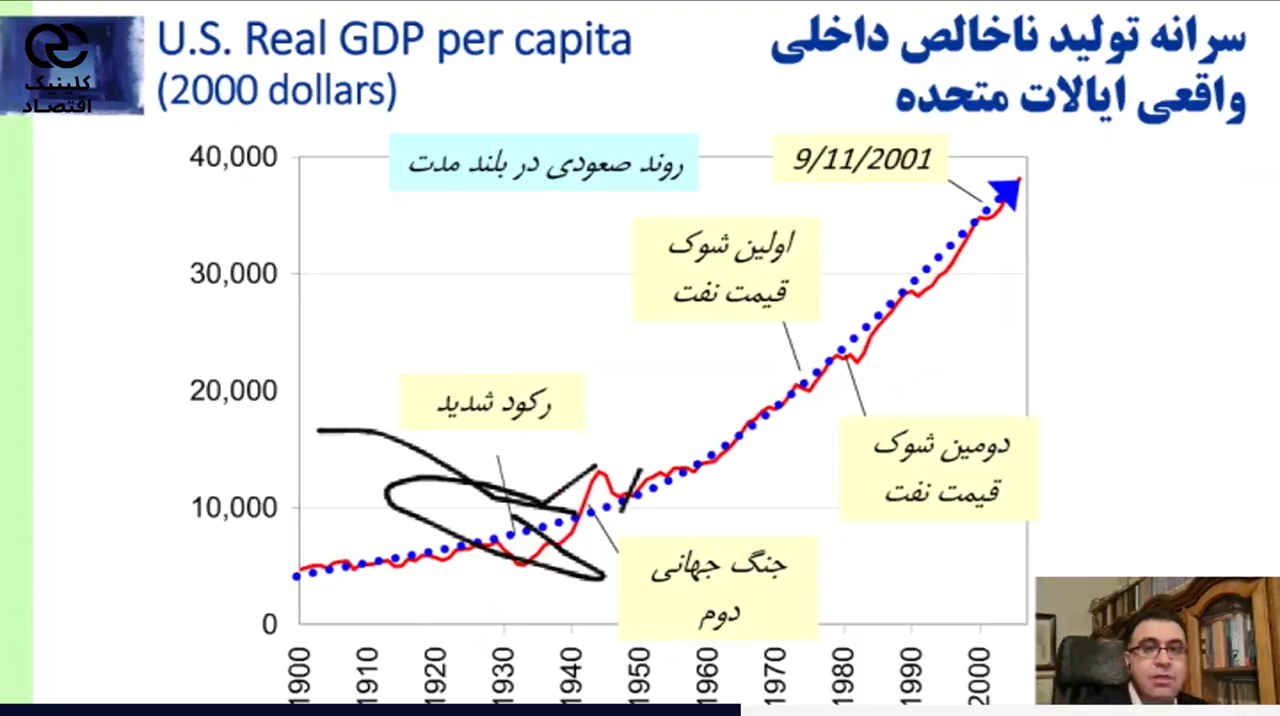 کلینیک
اقتصاد
U.S. Real GDP per capita
(2000 dollars)
سرانه تولید ناخالص داخلی
واقعی ایالات متحده
40,000
30,000
20,000
10,000
0
روند صعودی در بلند مدت
9/11/2001
اولین شوک
قیمت نفت
رکود شدید
دومین شوک
قیمت نفت
جنگ جهانی
دوم
1900
1910
1920
1930
1940
1950
1960
1970
1980
1990
2000